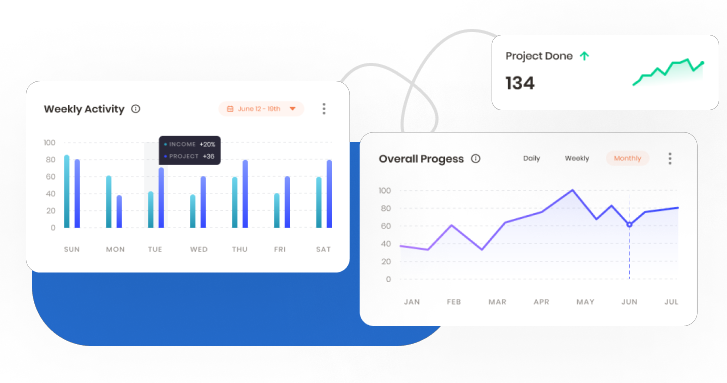 Project Done
134
Weekly Activity
June 12 - 19th
100
80
60
40
20
0
INCOME +20%
PROJECT +36
SUN MON TUE WED THU FRI SAT
Overall Progess
Daily Weekly Monthly
100
80
60
40
20
0
JAN FEB MAR APR MAY JUN JUL